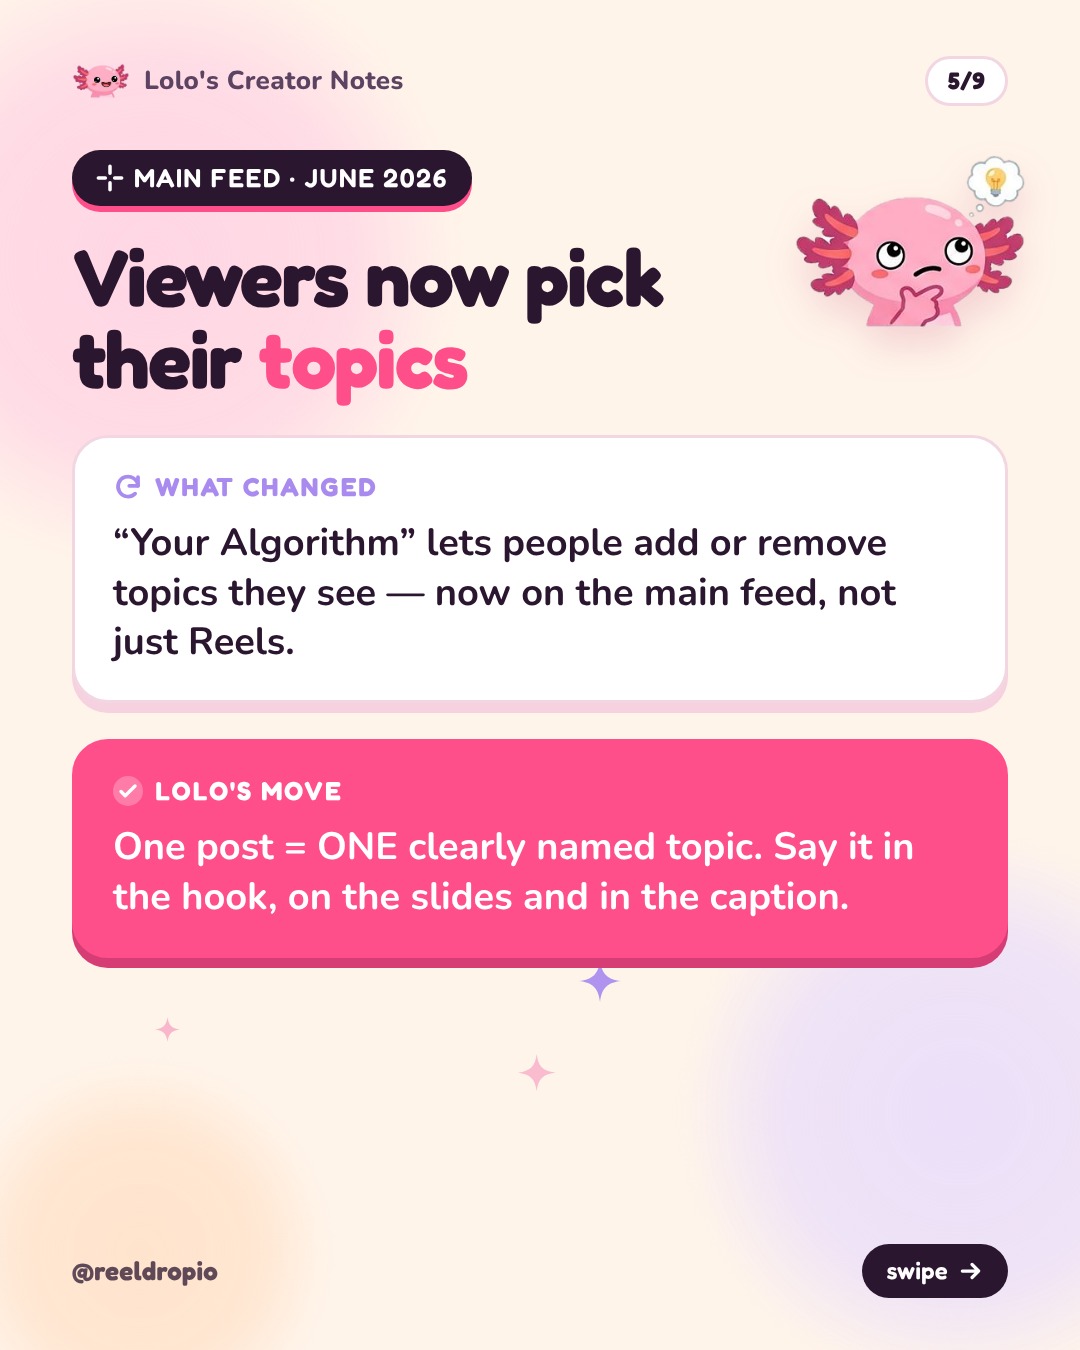 Lolo's Creator Notes
5/9
MAIN FEED · JUNE 2026
Viewers now pick
their topics
WHAT CHANGED
“Your Algorithm” lets people add or remove
topics they see — now on the main feed, not
just Reels.
LOLO'S MOVE
One post = ONE clearly named topic. Say it in
the hook, on the slides and in the caption.
@reeldropio
swipe →